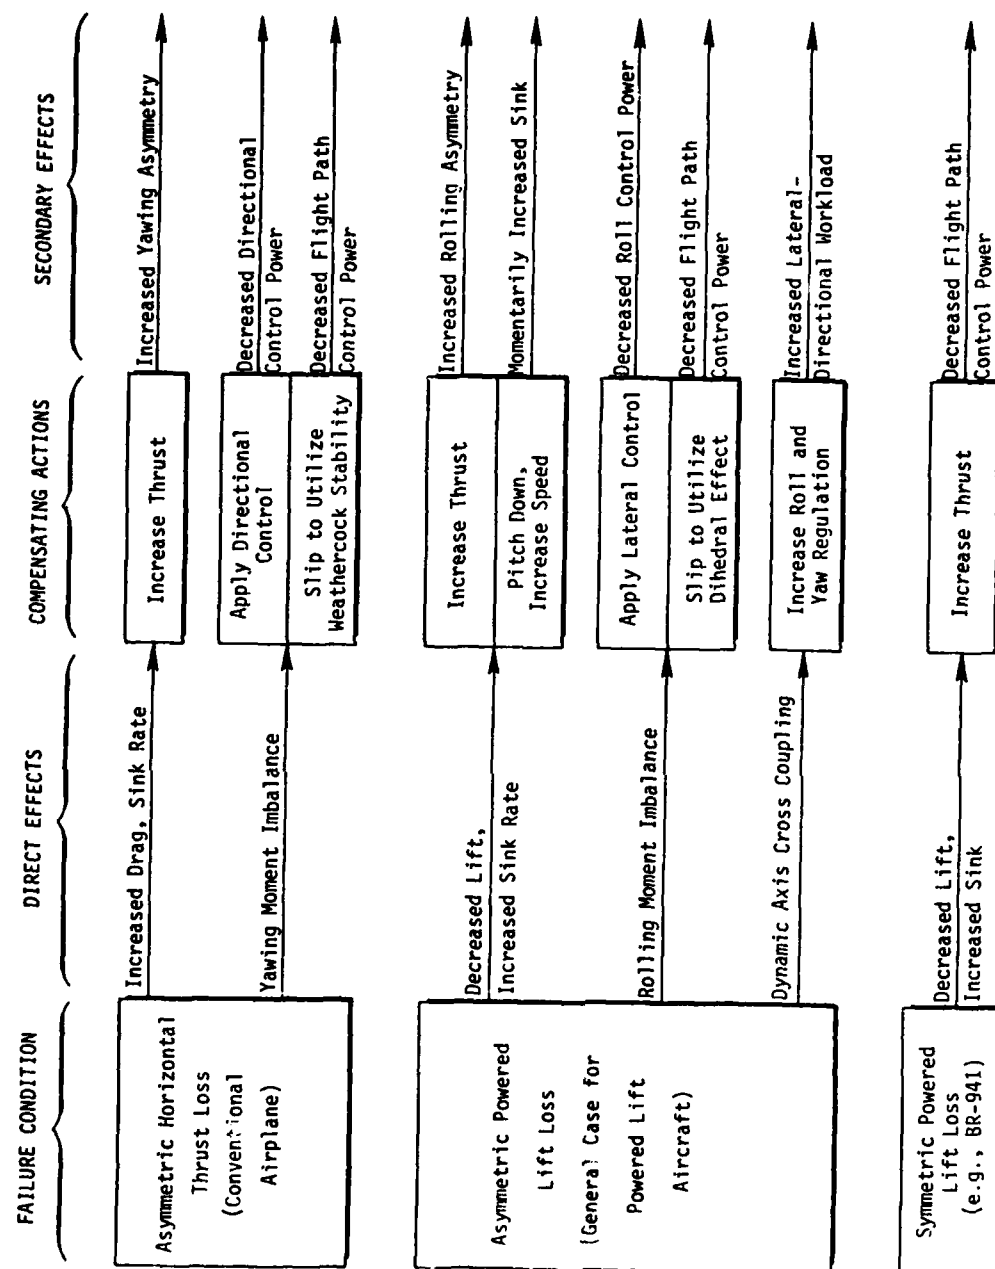 FAILURE CONDITION
DIRECT EFFECTS
COMPENSATING ACTIONS
SECONDARY EFFECTS
Asymmetric Horizontal
Thrust Loss
(Conventional
Airplane)
Increased Drag, Sink Rate
Increase Thrust
Increased Yawing Asymmetry
Yawing Moment Imbalance
Apply Directional
Control
Decreased Directional
Control Power
Slip to Utilize
Weathercock Stability
Decreased Flight Path
Control Power
Asymmetric Powered
Lift Loss
(General Case for
Powered Lift
Aircraft)
Decreased Lift,
Increased Sink Rate
Increase Thrust
Increased Rolling Asymmetry
Pitch Down,
Increase Speed
Momentarily Increased Sink
Rolling Moment Imbalance
Apply Lateral Control
Decreased Roll Control Power
Slip to Utilize
Dihedral Effect
Decreased Flight Path
Control Power
Dynamic Axis Cross Coupling
Increase Roll and
Yaw Regulation
Increased Lateral-
Directional Workload
Symmetric Powered
Lift Loss
(e.g., BR-941)
Decreased Lift,
Increased Sink
Increase Thrust
Decreased Flight Path
Control Power